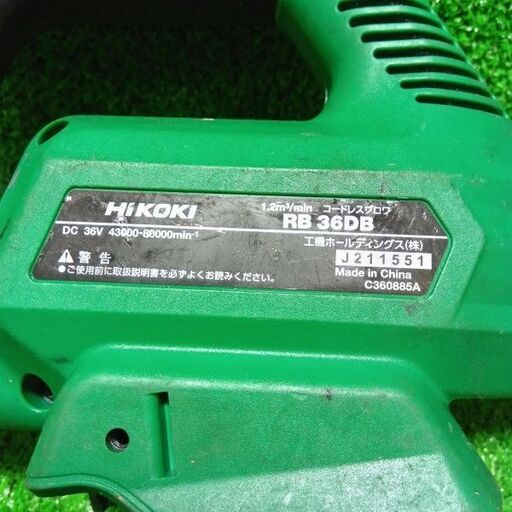 HiKOKI
1.2m³/min コードレスブロワ
RB 36DB
DC 36V 43000-80000min⁻¹
工機ホールディングス(株)
⚠ 警告
J211551
●ご使用前に取扱説明書を必ずよくお読みください。
Made in China
C360885A